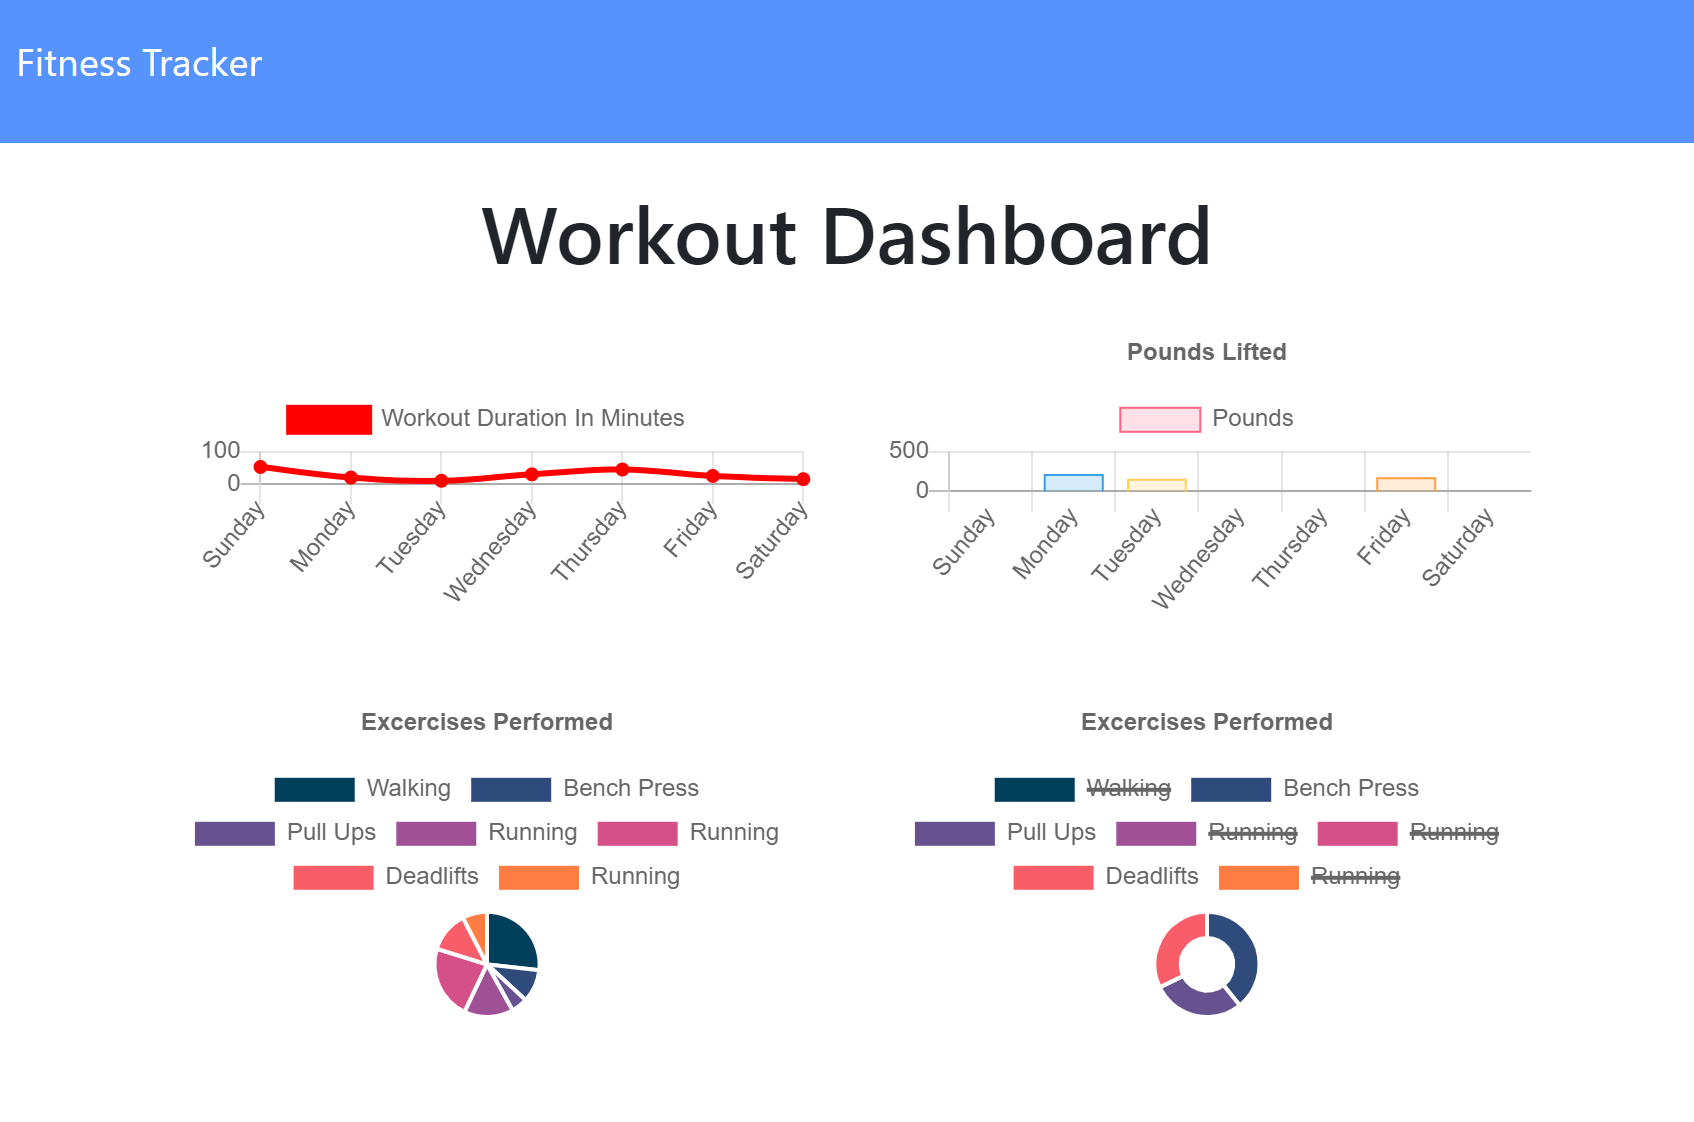 Fitness Tracker
Workout Dashboard
Workout Duration In Minutes
100
0
Sunday
Monday
Tuesday
Wednesday
Thursday
Friday
Saturday
Pounds Lifted
Pounds
500
0
Sunday
Monday
Tuesday
Wednesday
Thursday
Friday
Saturday
Excercises Performed
Walking Bench Press
Pull Ups Running Running
Deadlifts Running
Excercises Performed
Walking Bench Press
Pull Ups Running Running
Deadlifts Running